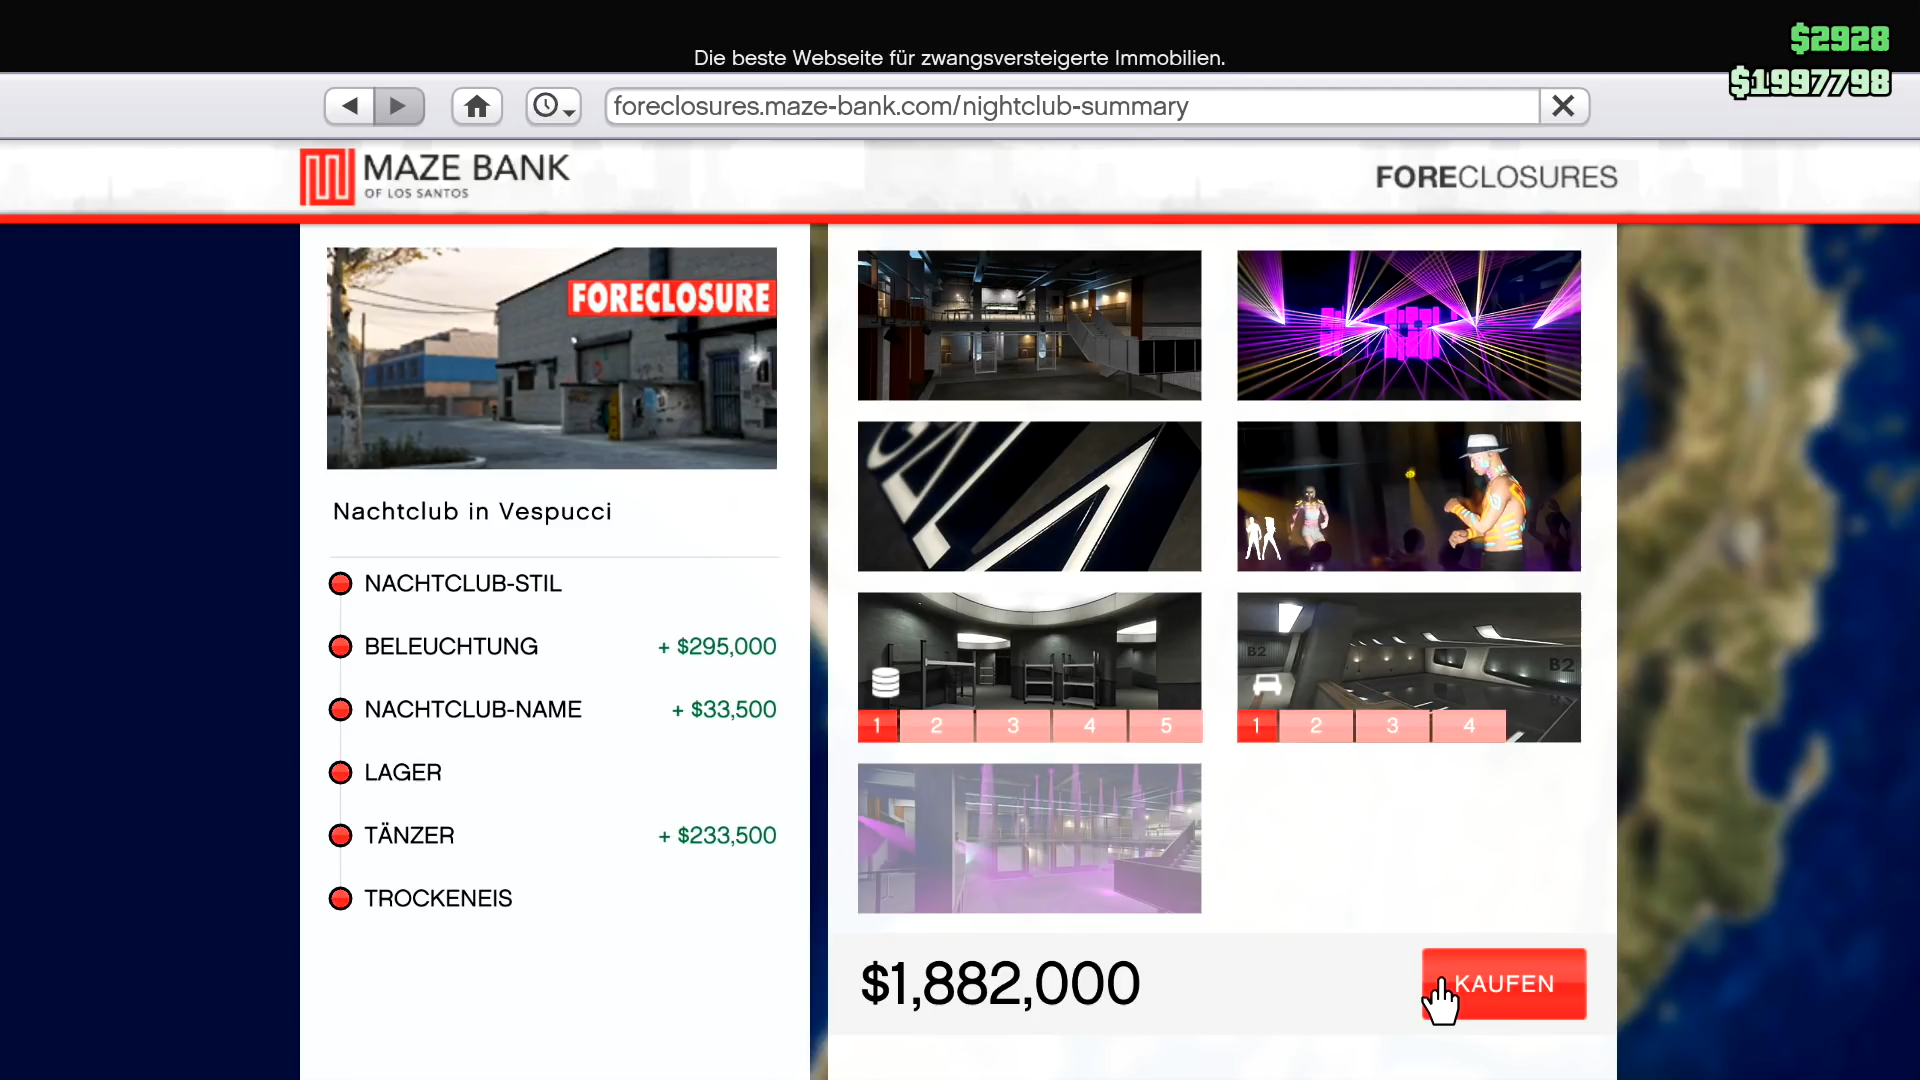 Die beste Webseite für zwangsversteigerte Immobilien.
$2928
$1997798
foreclosures.maze-bank.com/nightclub-summary
MAZE BANK
OF LOS SANTOS
FORECLOSURES
FORECLOSURE
Nachtclub in Vespucci
NACHTCLUB-STIL
BELEUCHTUNG + $295,000
NACHTCLUB-NAME + $33,500
LAGER
TÄNZER + $233,500
TROCKENEIS
B2
B2
1 2 3 4 5
1 2 3 4
$1,882,000
KAUFEN